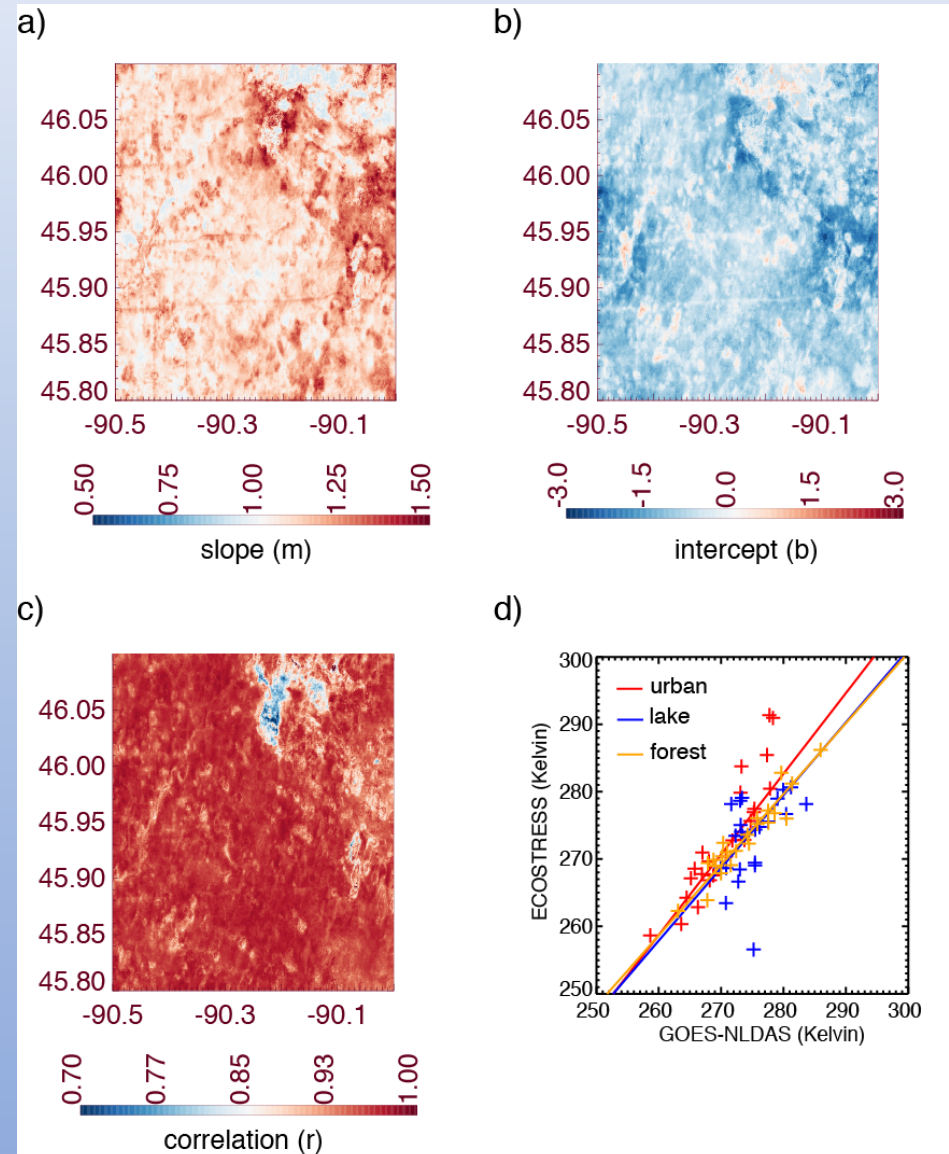 a)
46.05
46.00
45.95
45.90
45.85
45.80
-90.5 -90.3 -90.1
0.50 0.75 1.00 1.25 1.50
slope (m)
b)
46.05
46.00
45.95
45.90
45.85
45.80
-90.5 -90.3 -90.1
-3.0 -1.5 0.0 1.5 3.0
intercept (b)
c)
46.05
46.00
45.95
45.90
45.85
45.80
-90.5 -90.3 -90.1
0.70 0.77 0.85 0.93 1.00
correlation (r)
d)
ECOSTRESS (Kelvin)
300
290
280
270
260
250
urban
lake
forest
250 260 270 280 290 300
GOES-NLDAS (Kelvin)